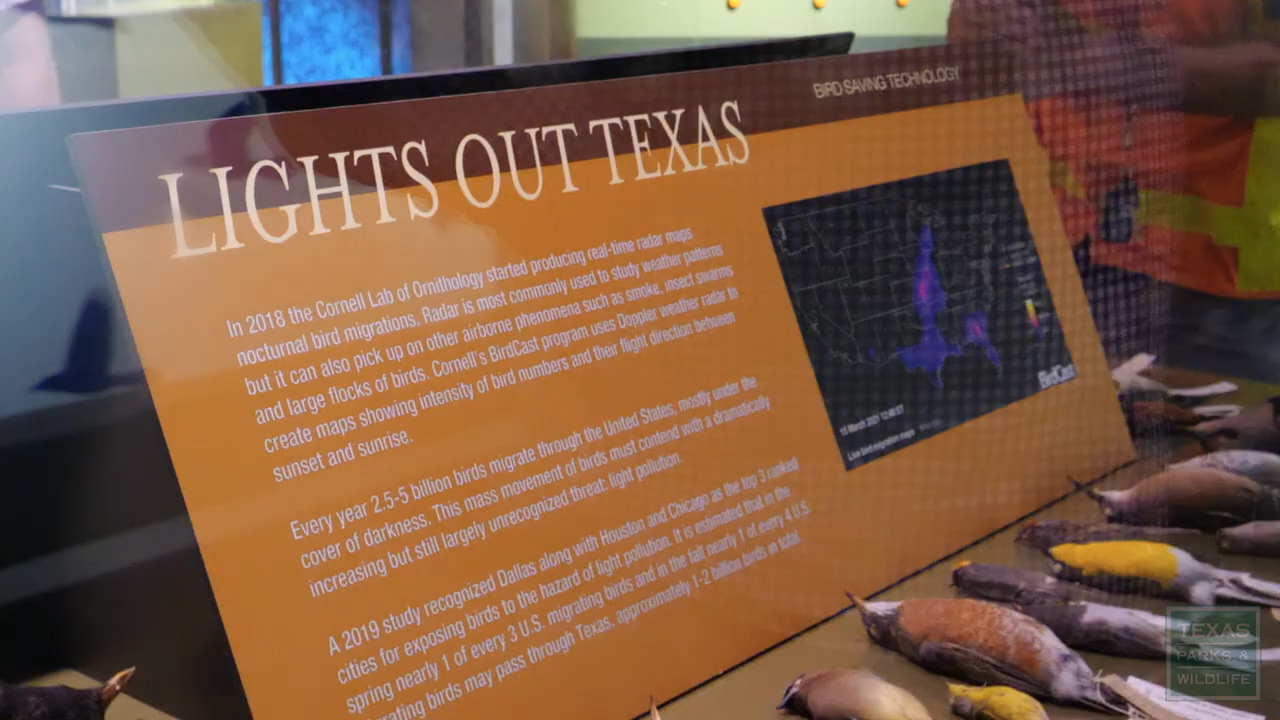 BIRD SAVING TECHNOLOGY
LIGHTS OUT TEXAS
In 2018 the Cornell Lab of Ornithology started producing real-time radar maps
nocturnal bird migrations. Radar is most commonly used to study weather patterns
but it can also pick up on other airborne phenomena such as smoke, insect swarms
and large flocks of birds. Cornell's BirdCast program uses Doppler weather radar to
create maps showing intensity of bird numbers and their flight direction between
sunset and sunrise.
Every year 2.5-5 billion birds migrate through the United States, mostly under the
cover of darkness. This mass movement of birds must contend with a dramatically
increasing but still largely unrecognized threat: light pollution.
A 2019 study recognized Dallas along with Houston and Chicago as the top 3 ranked
cities for exposing birds to the hazard of light pollution. It is estimated that in the
spring nearly 1 of every 3 U.S. migrating birds and in the fall nearly 1 of every 4 U.S.
grating birds may pass through Texas, approximately 1-2 billion birds in total.
BirdCast
15 March 2021
Live bird migration maps
TEXAS
PARKS &
WILDLIFE